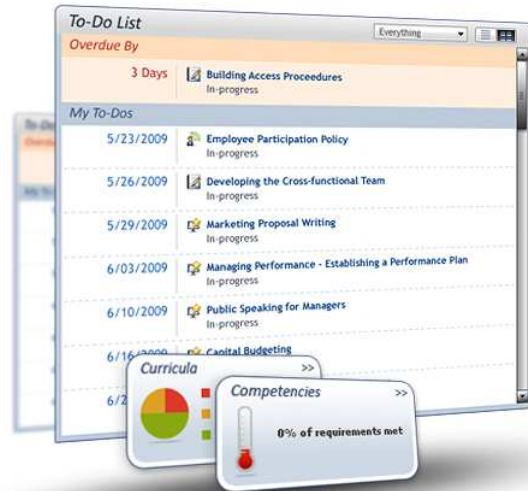 To-Do List
Everything
Overdue By
3 Days
Building Access Proceedures
In-progress
My To-Dos
5/23/2009
Employee Participation Policy
In-progress
5/26/2009
Developing the Cross-functional Team
In-progress
5/29/2009
Marketing Proposal Writing
In-progress
6/03/2009
Managing Performance - Establishing a Performance Plan
In-progress
6/10/2009
Public Speaking for Managers
In-progress
6/16/2009
Capital Budgeting
Curricula >>
Competencies >>
0% of requirements met